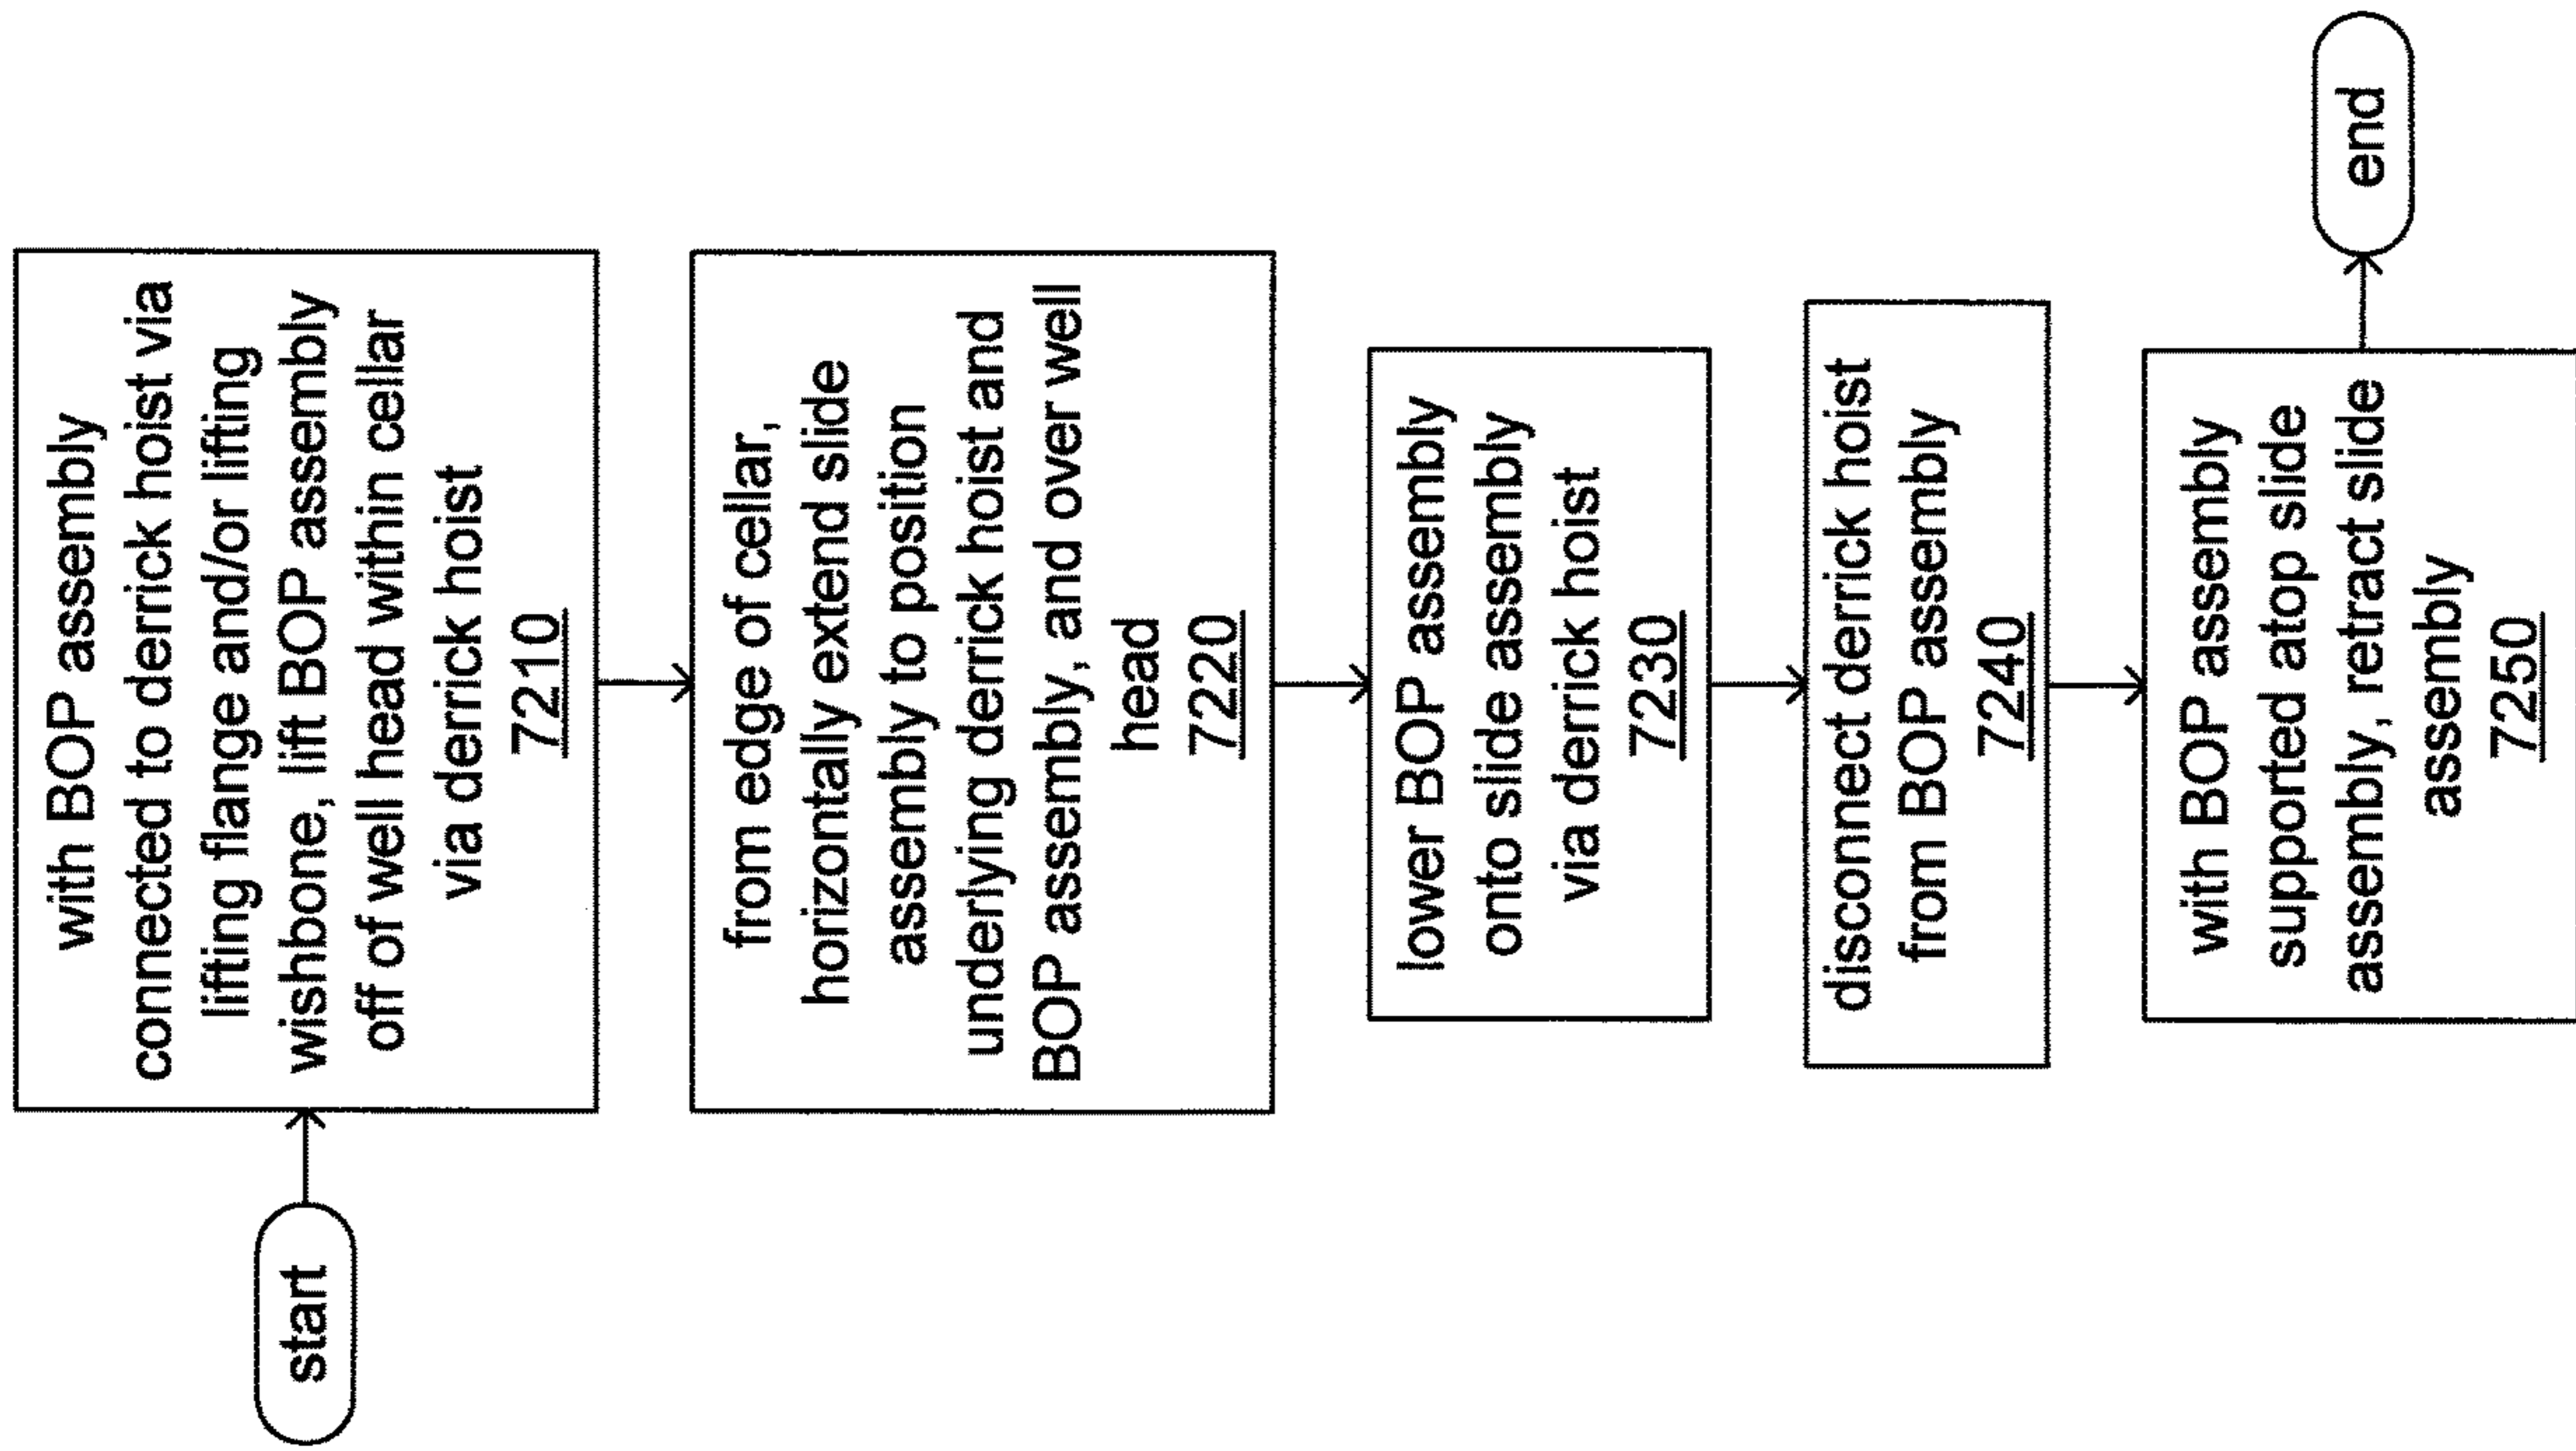 start
with BOP assembly
connected to derrick hoist via
lifting flange and/or lifting
wishbone, lift BOP assembly
off of well head within cellar
via derrick hoist
7210
from edge of cellar,
horizontally extend slide
assembly to position
underlying derrick hoist and
BOP assembly, and over well
head
7220
lower BOP assembly
onto slide assembly
via derrick hoist
7230
disconnect derrick hoist
from BOP assembly
7240
with BOP assembly
supported atop slide
assembly, retract slide
assembly
7250
end